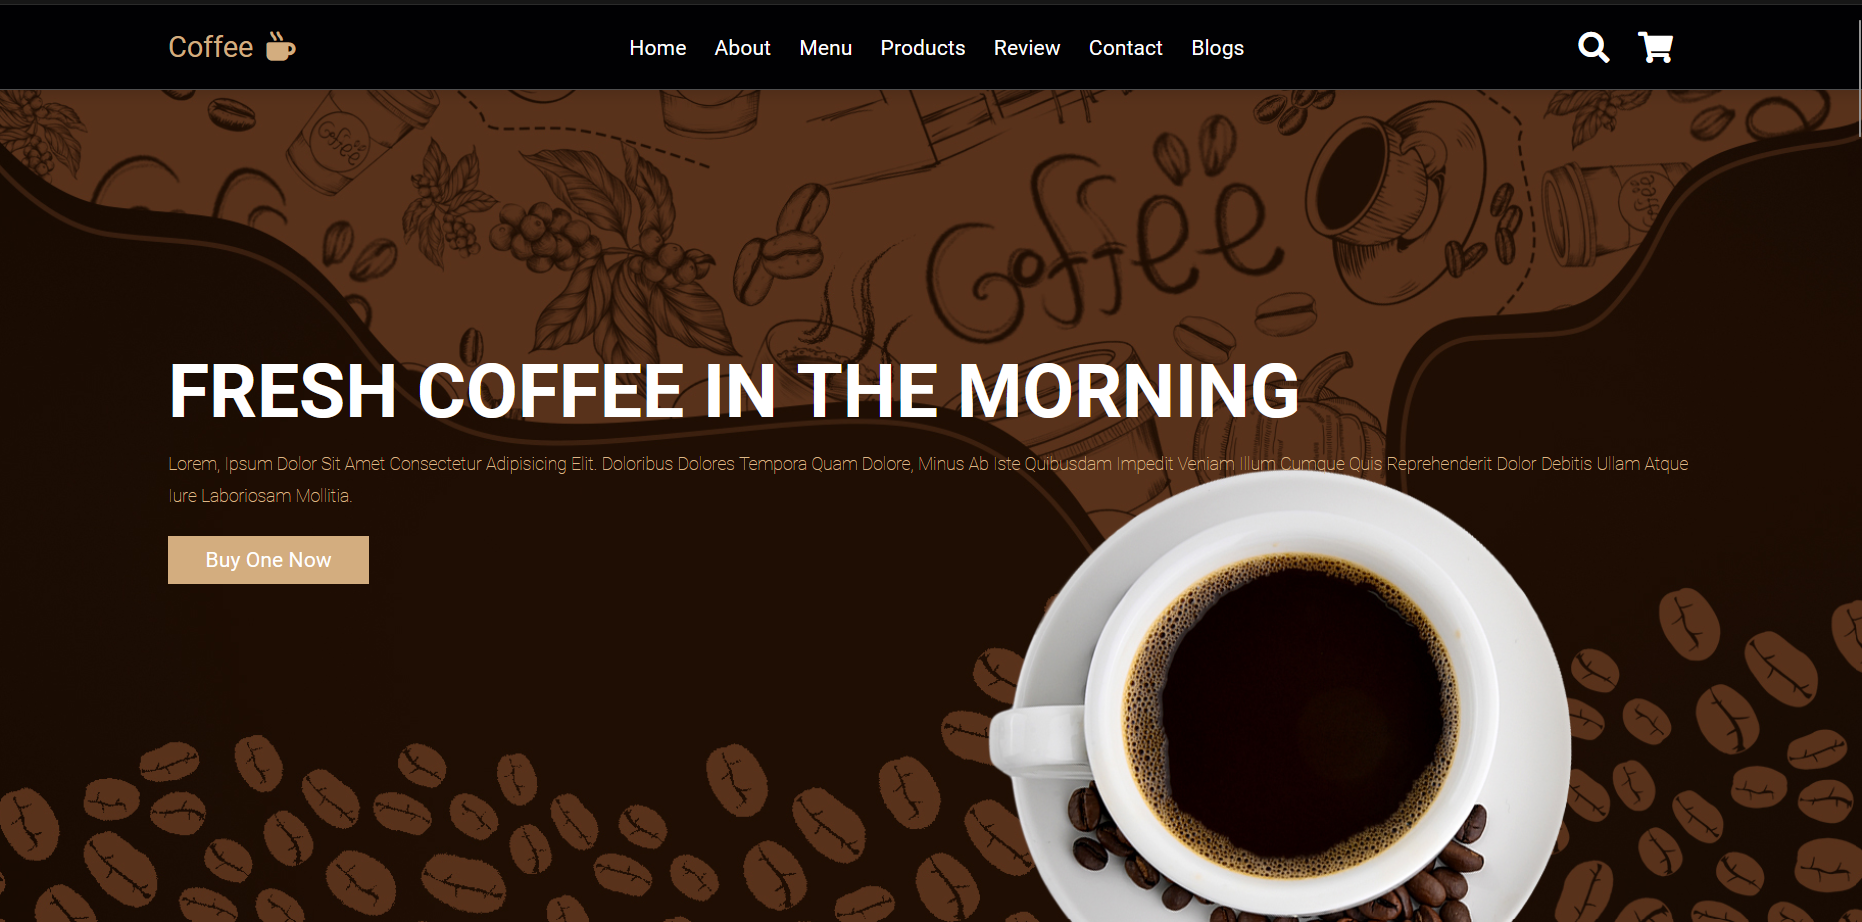 Coffee
Home About Menu Products Review Contact Blogs
Coffee
Coffee
Coffee
FRESH COFFEE IN THE MORNING
Lorem, Ipsum Dolor Sit Amet Consectetur Adipisicing Elit. Doloribus Dolores Tempora Quam Dolore, Minus Ab Iste Quibusdam Impedit Veniam Illum Cumque Quis Reprehenderit Dolor Debitis Ullam Atque
Iure Laboriosam Mollitia.
Buy One Now